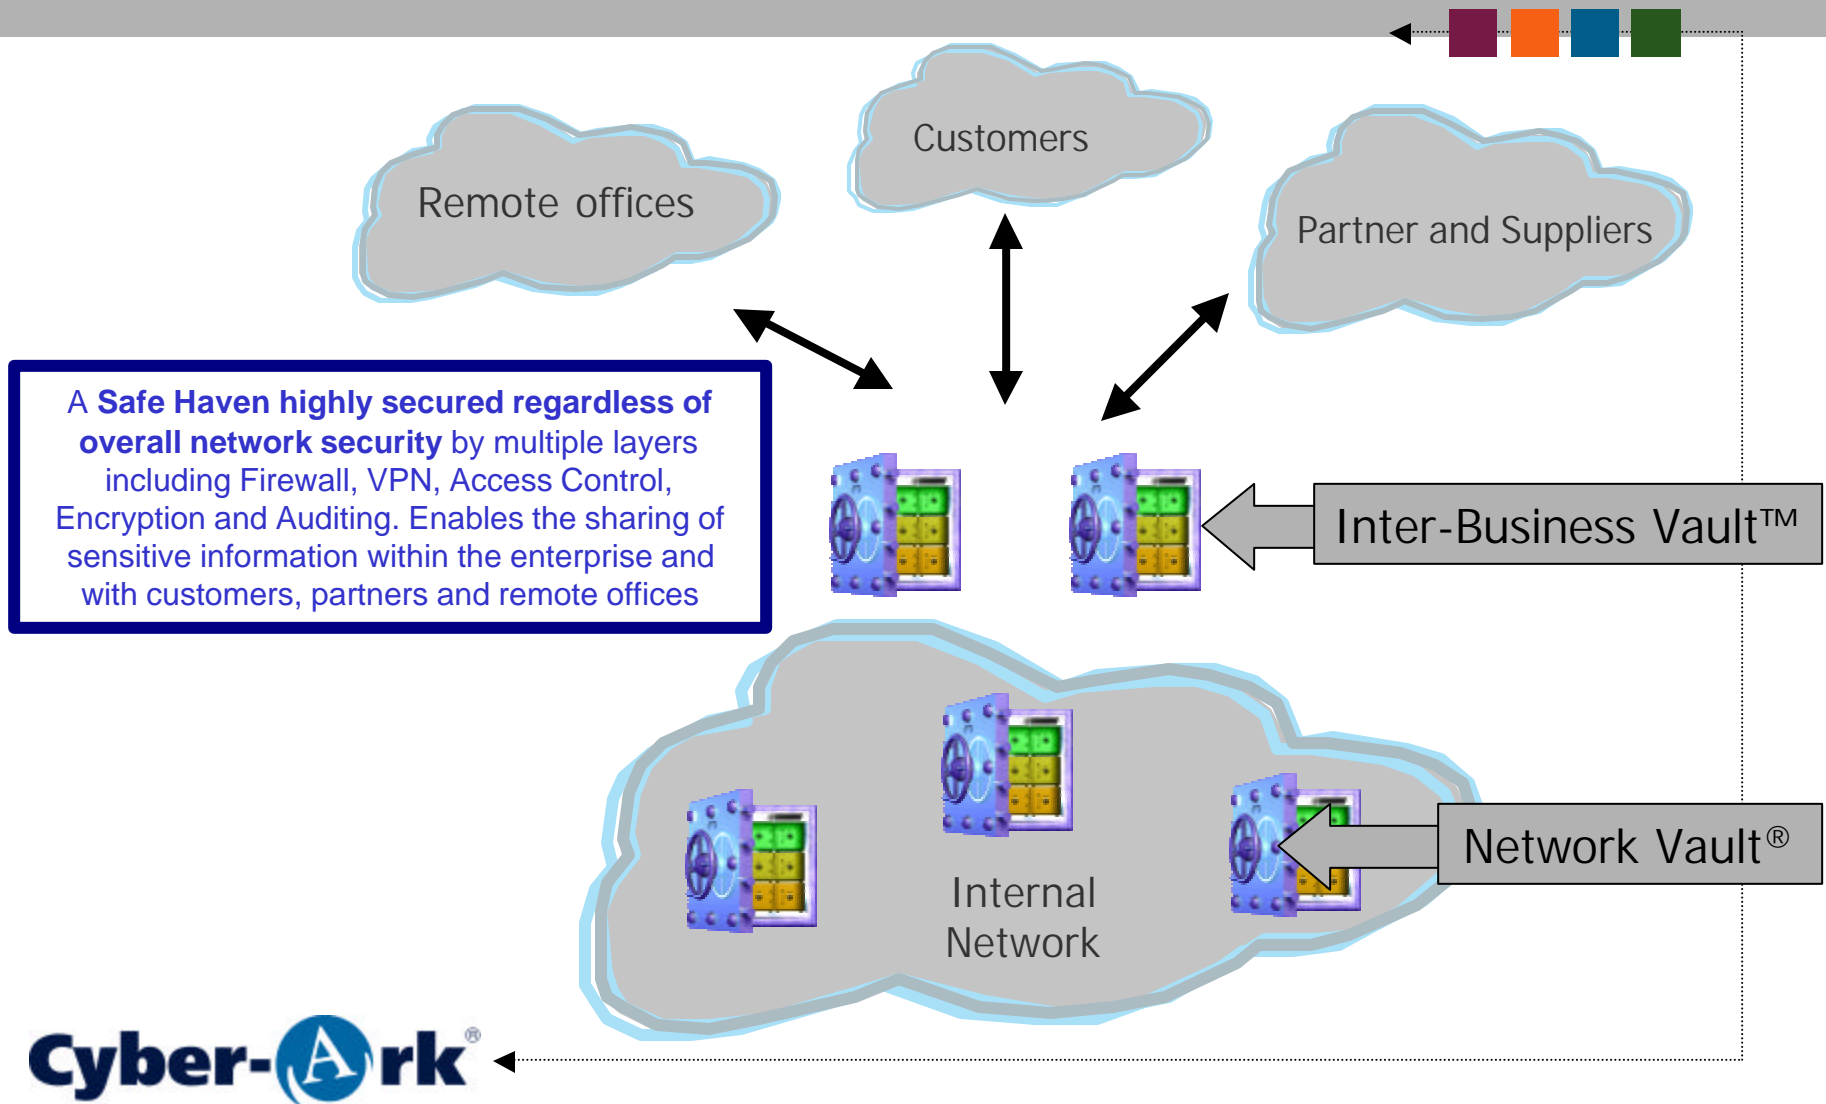 Customers
Remote offices
Partner and Suppliers
A Safe Haven highly secured regardless of
overall network security by multiple layers
including Firewall, VPN, Access Control,
Encryption and Auditing. Enables the sharing of
sensitive information within the enterprise and
with customers, partners and remote offices
Inter-Business Vault™
Network Vault®
Internal
Network
Cyber-Ark®